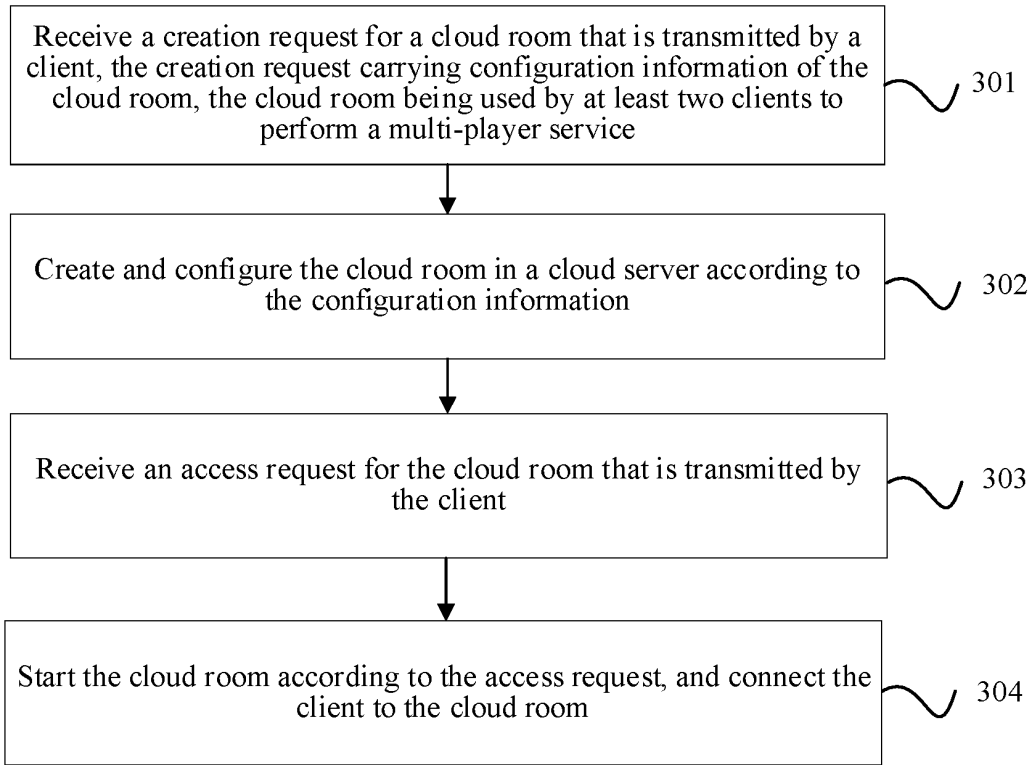 Receive a creation request for a cloud room that is transmitted by a
client, the creation request carrying configuration information of the
cloud room, the cloud room being used by at least two clients to
perform a multi-player service
301
Create and configure the cloud room in a cloud server according to
the configuration information
302
Receive an access request for the cloud room that is transmitted by
the client
303
Start the cloud room according to the access request, and connect the
client to the cloud room
304